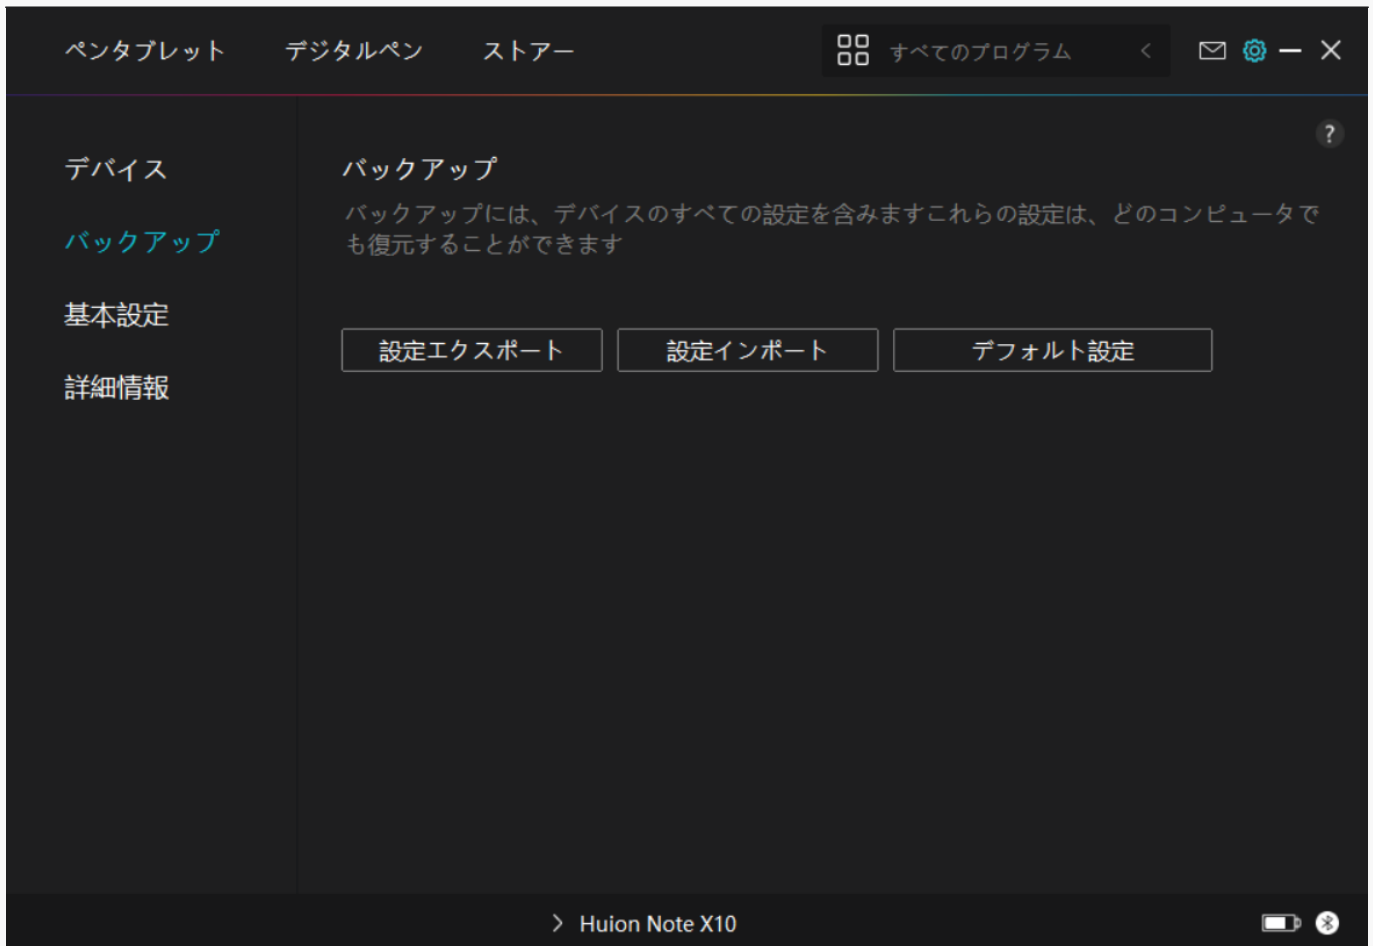 ペンタブレット デジタルペン ストアー すべてのプログラム
?
デバイス
バックアップ
基本設定
詳細情報
バックアップ
バックアップには、デバイスのすべての設定を含みますこれらの設定は、どのコンピュータで
も復元することができます
設定エクスポート 設定インポート デフォルト設定
Huion Note X10